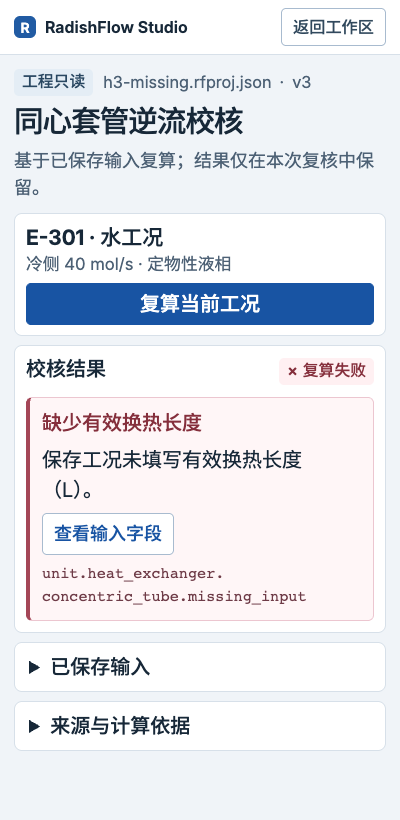 R RadishFlow Studio 返回工作区
工程只读 h3-missing.rfproj.json · v3
同心套管逆流校核
基于已保存输入复算；结果仅在本次复核中保
留。
E-301 · 水工况
冷侧 40 mol/s · 定物性液相
复算当前工况
校核结果 × 复算失败
缺少有效换热长度
保存工况未填写有效换热长度
（L）。
查看输入字段
unit.heat_exchanger.
concentric_tube.missing_input
▶ 已保存输入
▶ 来源与计算依据